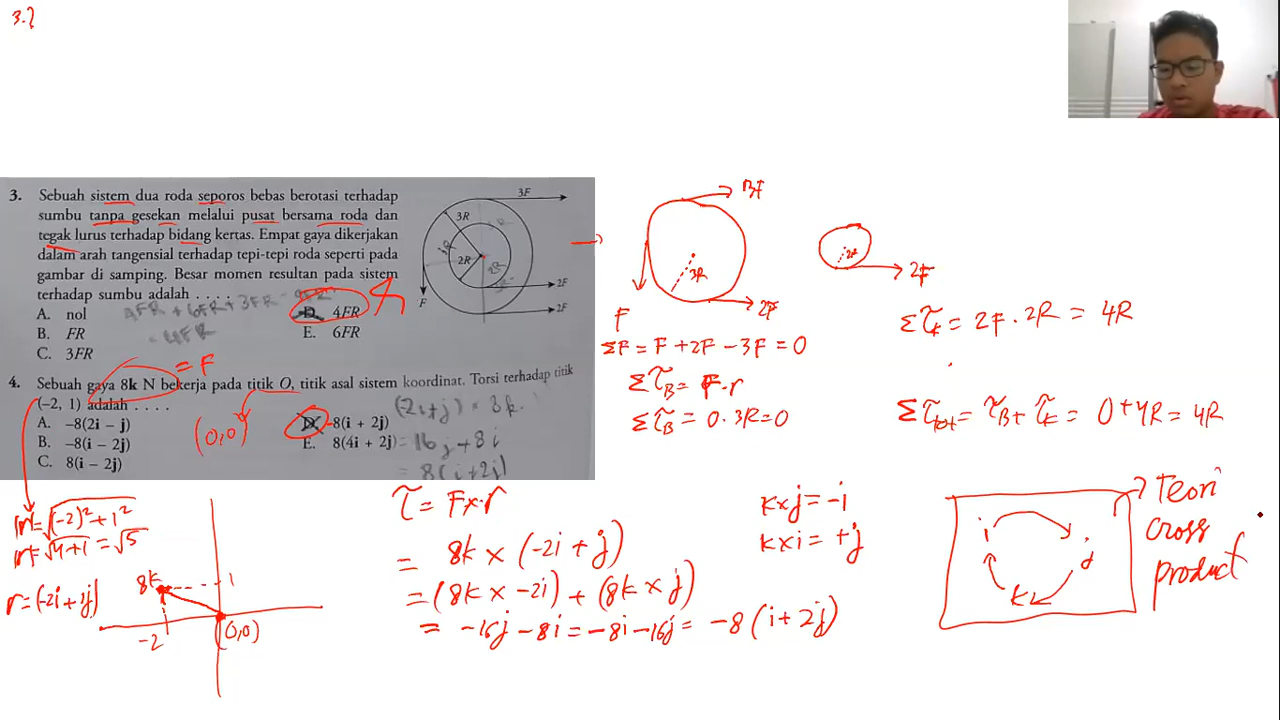 3.)
3. Sebuah sistem dua roda seporos bebas berotasi terhadap
sumbu tanpa gesekan melalui pusat bersama roda dan
tegak lurus terhadap bidang kertas. Empat gaya dikerjakan
dalam arah tangensial terhadap tepi-tepi roda seperti pada
gambar di samping. Besar momen resultan pada sistem
terhadap sumbu adalah . . . .
A. nol
D. 4FR
B. FR
E. 6FR
C. 3FR
4FR + 6FR + 3FR
= 4FR
3F
3R
2R
2R
F
2F
2F
= F
4. Sebuah gaya 8k N bekerja pada titik O, titik asal sistem koordinat. Torsi terhadap titik
(–2, 1) adalah . . . .
A. –8(2i – j)
D. -8(i + 2j)
B. –8(i – 2j)
E. 8(4i + 2j)
C. 8(i – 2j)
(0,0)
(-2i+j)
= 16j + 8i
= 8(i+2j)
3F
3R
F
2F
2R
2F
ΣF = F + 2F - 3F = 0
Στ_B = F·r
Στ_B = 0·3R=0
Στ_K = 2F·2R = 4R
Στ_tot = τ_B + τ_K = 0+4R = 4R
|r|=√(-2)²+1²
|r|=√4+1 = √5
r = (-2i+1j)
8k
1
-2
(0,0)
τ = F×r
= 8k × (-2i+j)
= (8k × -2i) + (8k × j)
= -16j - 8i = -8i - 16j = -8(i+2j)
k×j = -i
k×i = +j
i
j
k
Teori
cross
product